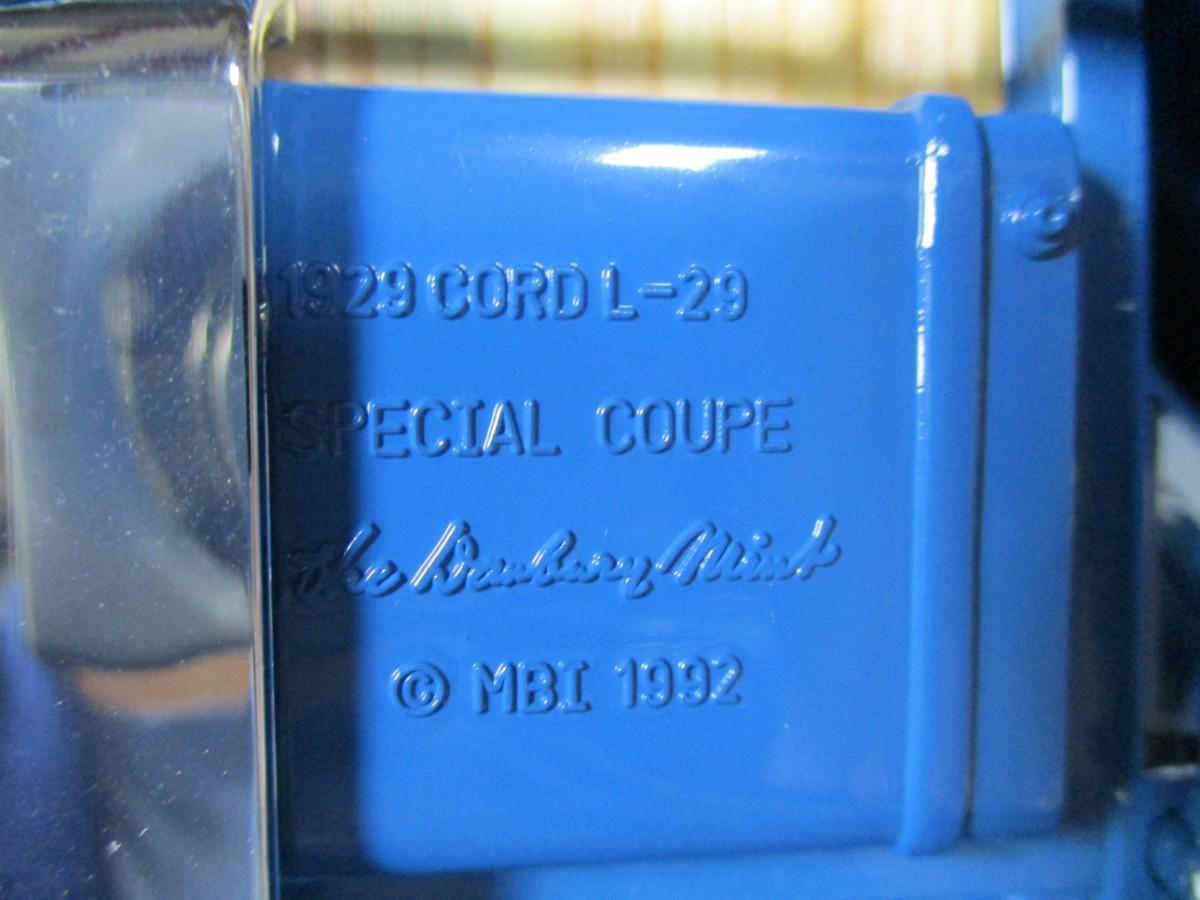 1929 CORD L-29
SPECIAL COUPE
The Danbury Mint
© MBI 1992